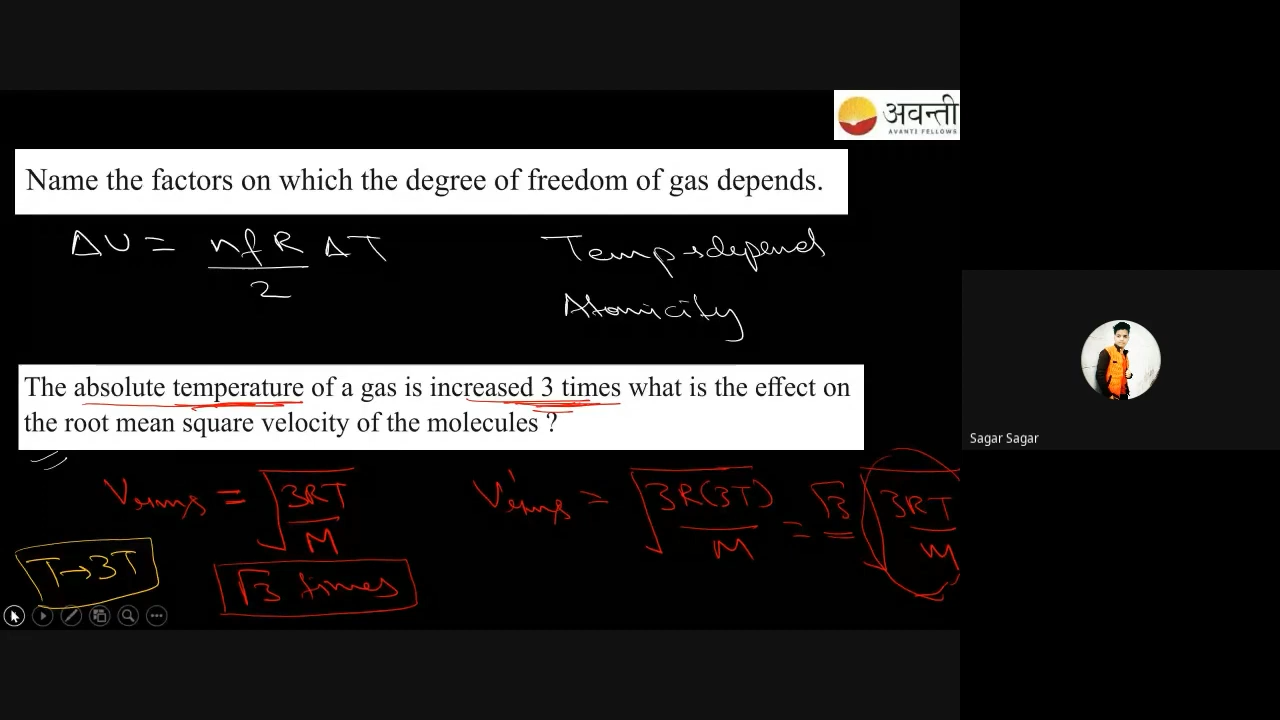 अवन्ती
AVANTI FELLOWS
Name the factors on which the degree of freedom of gas depends.
ΔU = nfR/2 ΔT
Temp → depend
Atomicity
The absolute temperature of a gas is increased 3 times what is the effect on
the root mean square velocity of the molecules ?
Vrms = √(3RT/M)
V'rms = √(3R(3T)/M) = √3 √(3RT/M)
T→3T
√3 times
Sagar Sagar